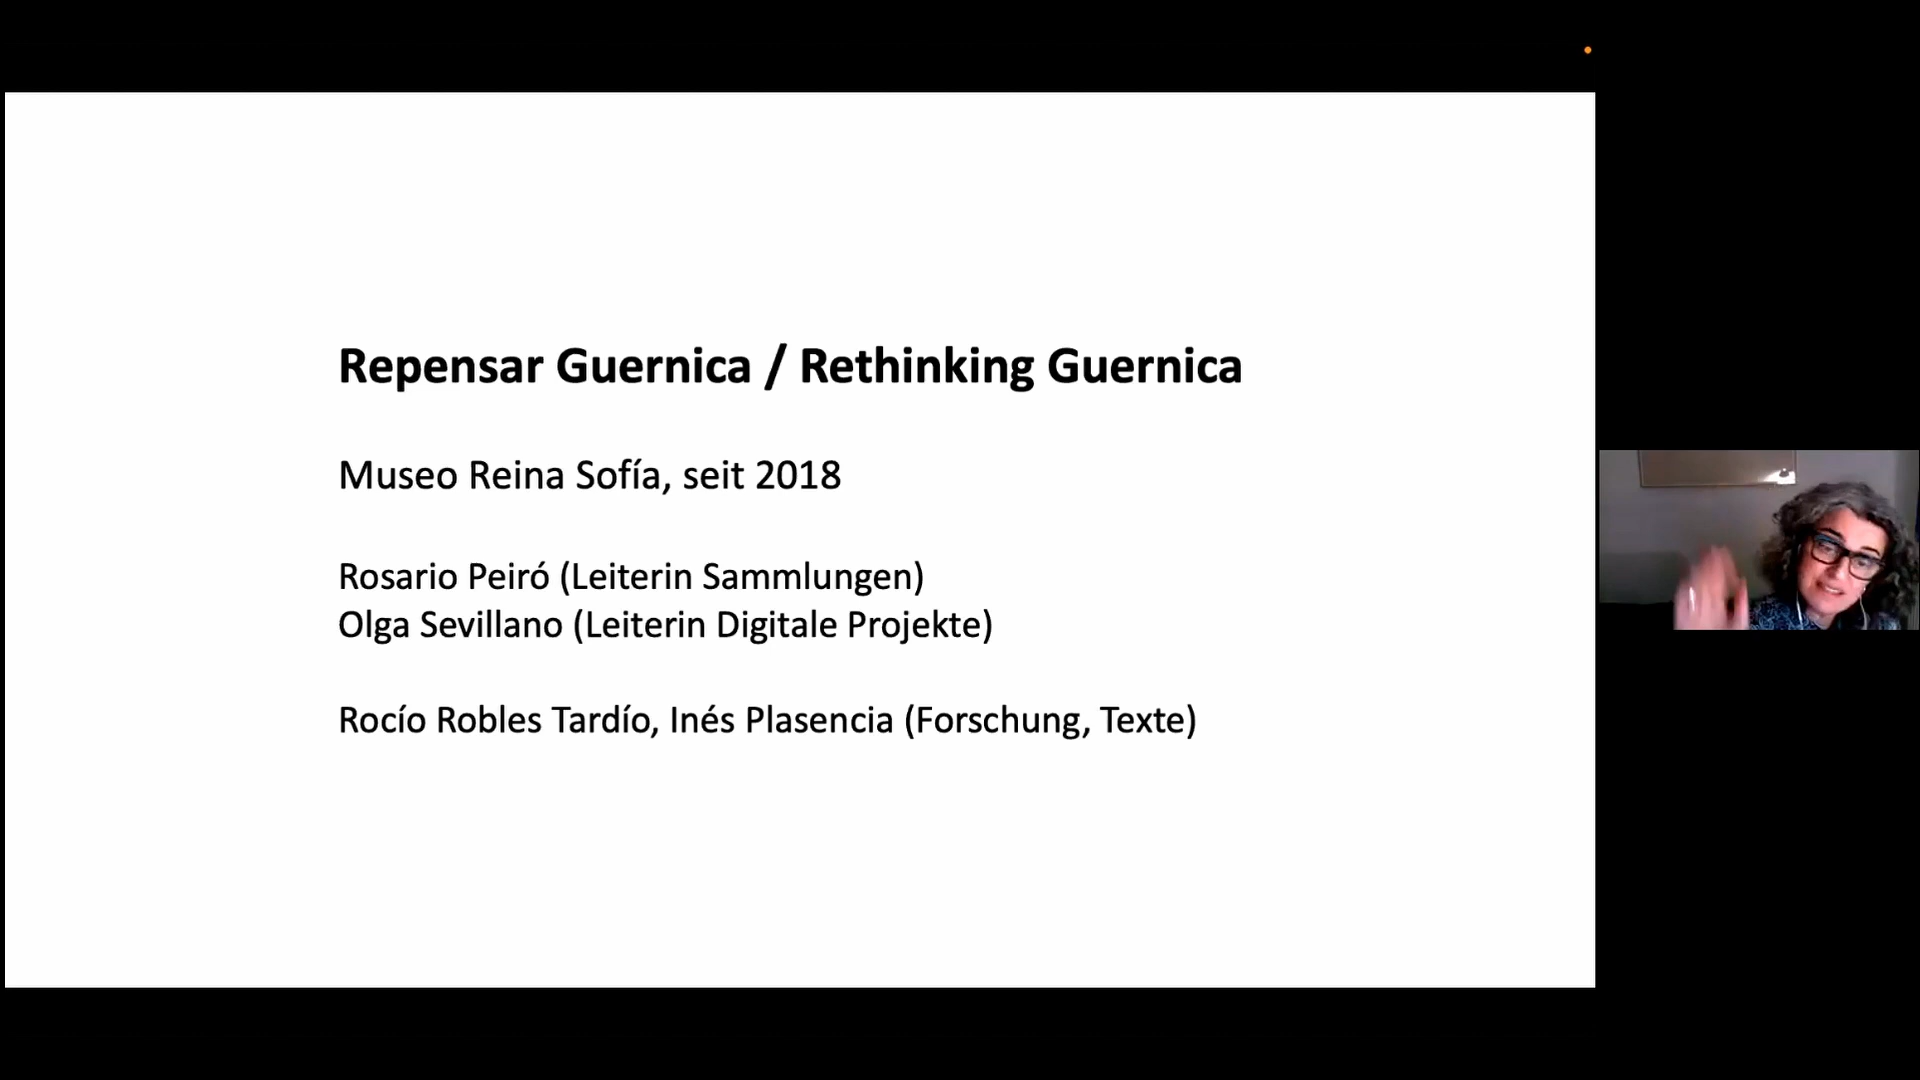 Repensar Guernica / Rethinking Guernica
Museo Reina Sofía, seit 2018
Rosario Peiró (Leiterin Sammlungen)
Olga Sevillano (Leiterin Digitale Projekte)
Rocío Robles Tardío, Inés Plasencia (Forschung, Texte)